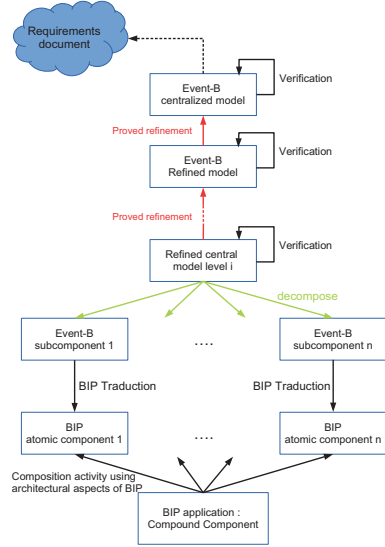 Requirements
document
Event-B
centralized model
Verification
Proved refinement
Event-B
Refined model
Verification
Proved refinement
Refined central
model level i
Verification
decompose
Event-B
subcomponent 1
....
Event-B
subcomponent n
BIP Traduction
BIP Traduction
BIP
atomic component 1
....
BIP
atomic component n
Composition activity using
architectural aspects of BIP
BIP application :
Compound Component